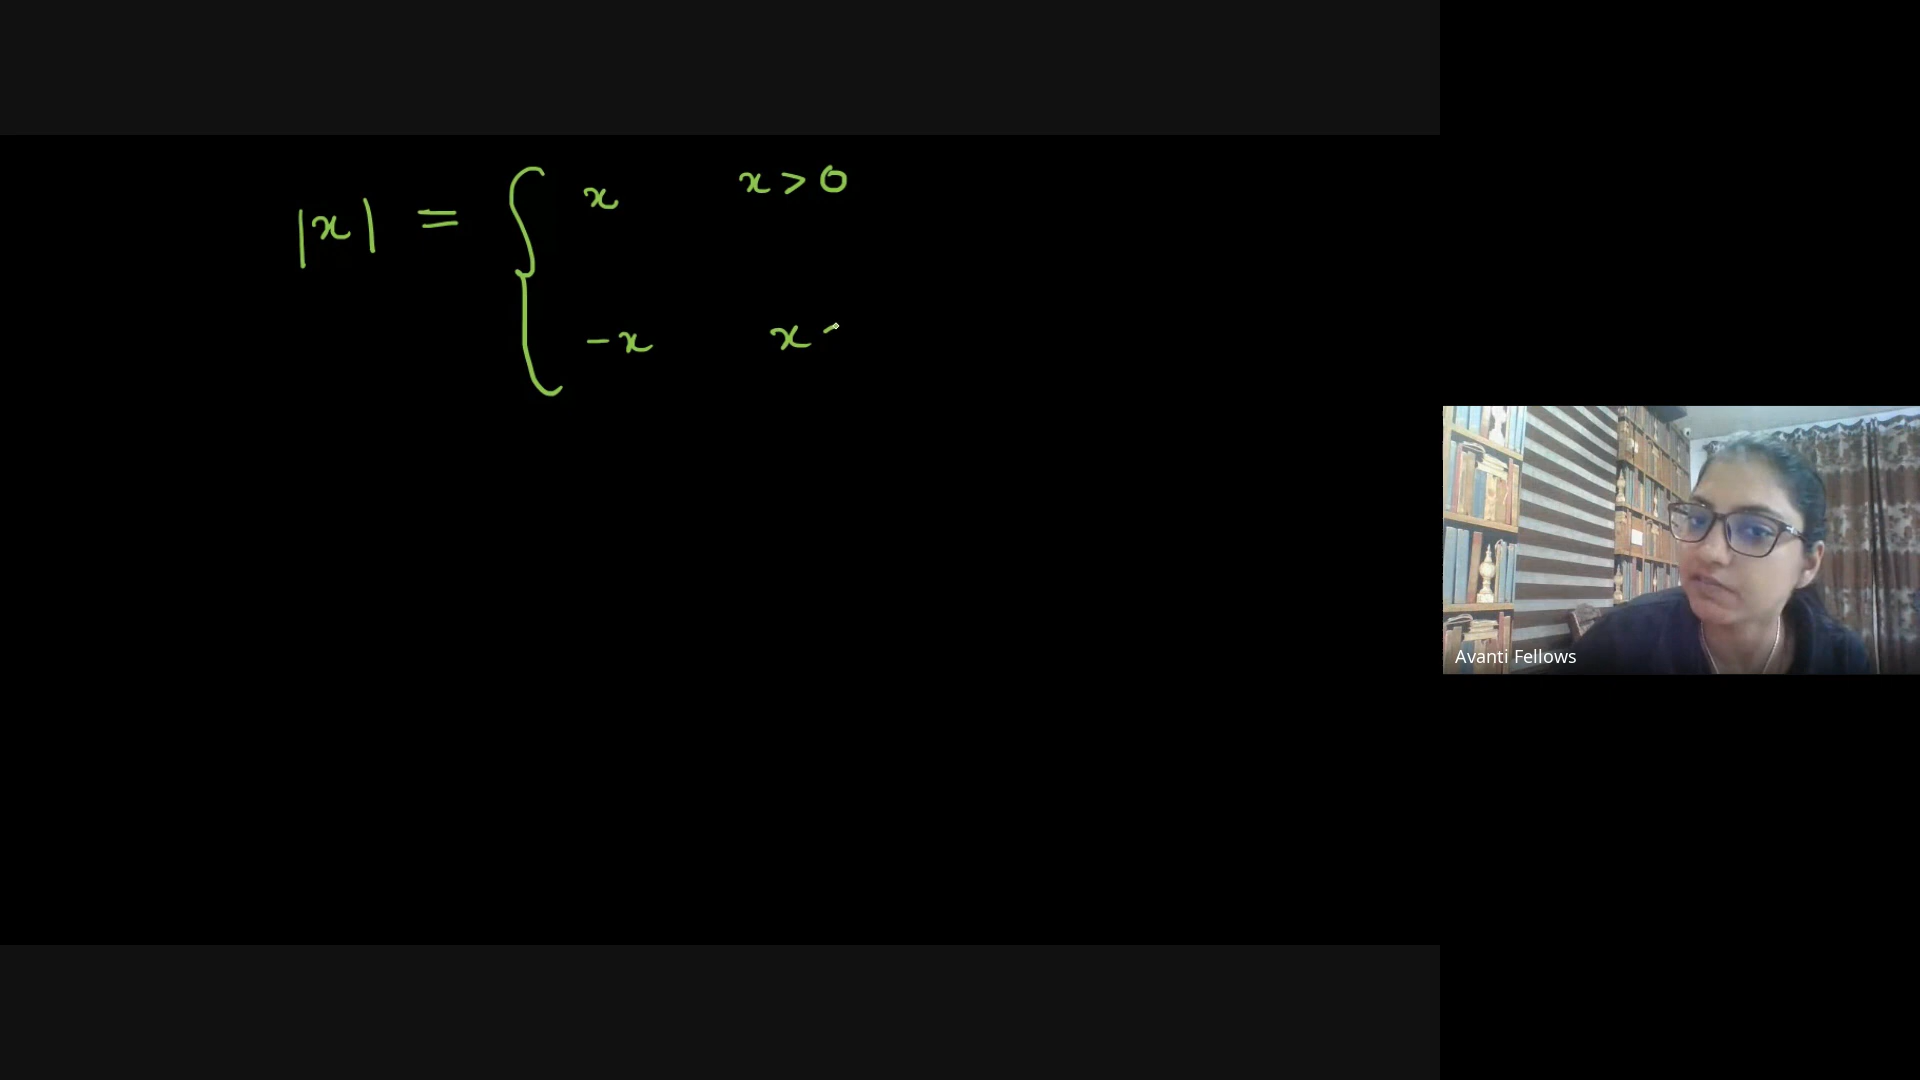 |x| = { x x > 0
-x x -
Avanti Fellows